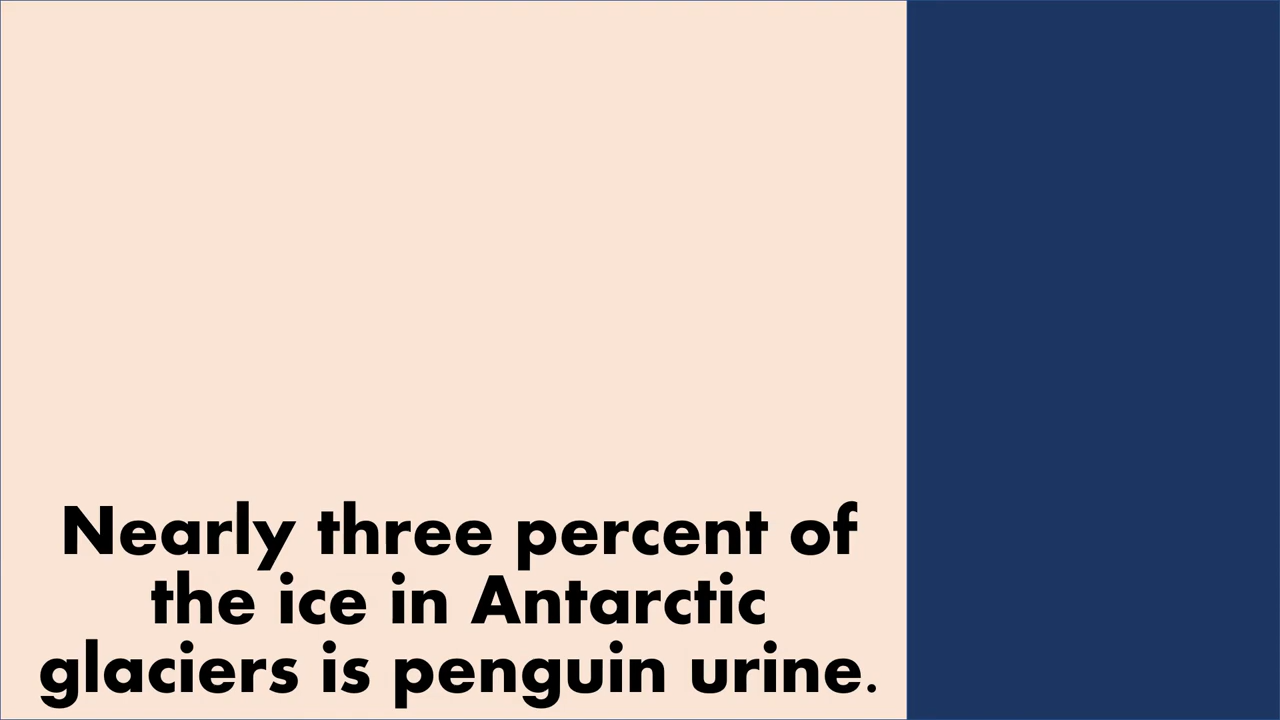 Nearly three percent of
the ice in Antarctic
glaciers is penguin urine.